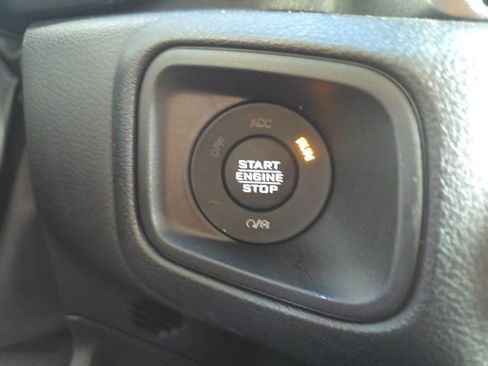 ACC
OFF
RUN
START
ENGINE
STOP